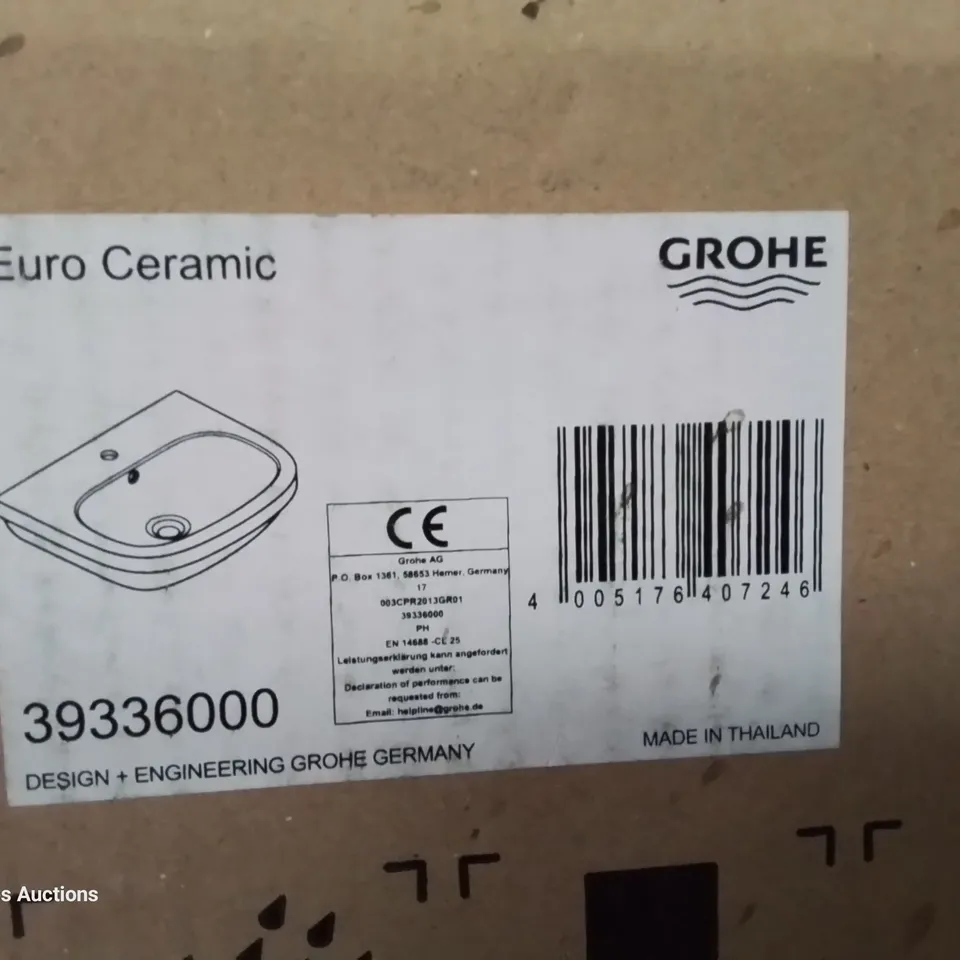 Euro Ceramic
GROHE
CE
Grohe AG
P.O. Box 1361, 58653 Hemer, Germany
17
003CPR2013GR01
39336000
PH
EN 14688 -CL 25
Leistungserklärung kann angefordert
werden unter:
Declaration of performance can be
requested from:
Email: helpline@grohe.de
4 005176 407246
39336000
DESIGN + ENGINEERING GROHE GERMANY
MADE IN THAILAND
s Auctions